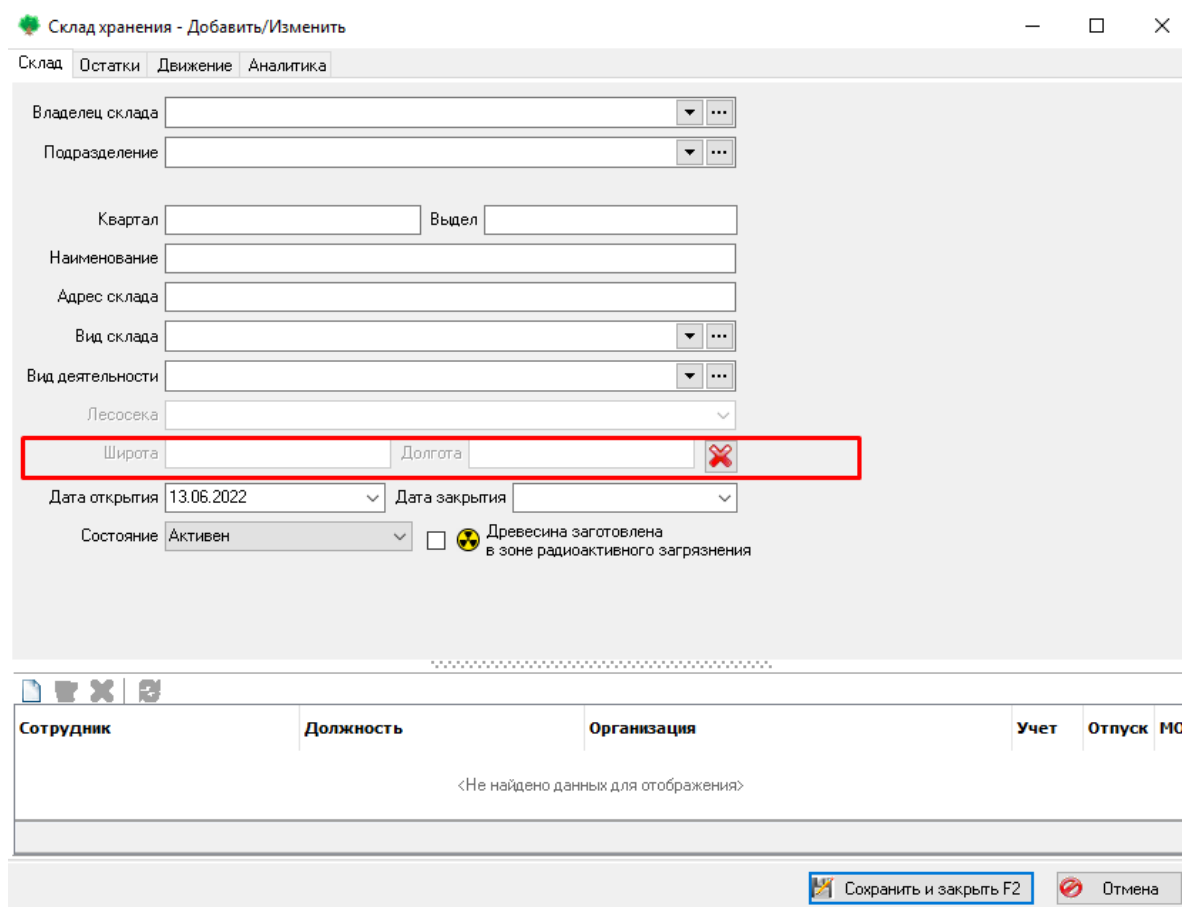 Склад хранения - Добавить/Изменить
Склад Остатки Движение Аналитика
Владелец склада
Подразделение
Квартал Выдел
Наименование
Адрес склада
Вид склада
Вид деятельности
Лесосека
Широта Долгота
Дата открытия 13.06.2022 Дата закрытия
Состояние Активен Древесина заготовлена
в зоне радиоактивного загрязнения
Сотрудник Должность Организация Учет Отпуск МО
<Не найдено данных для отображения>
Сохранить и закрыть F2 Отмена